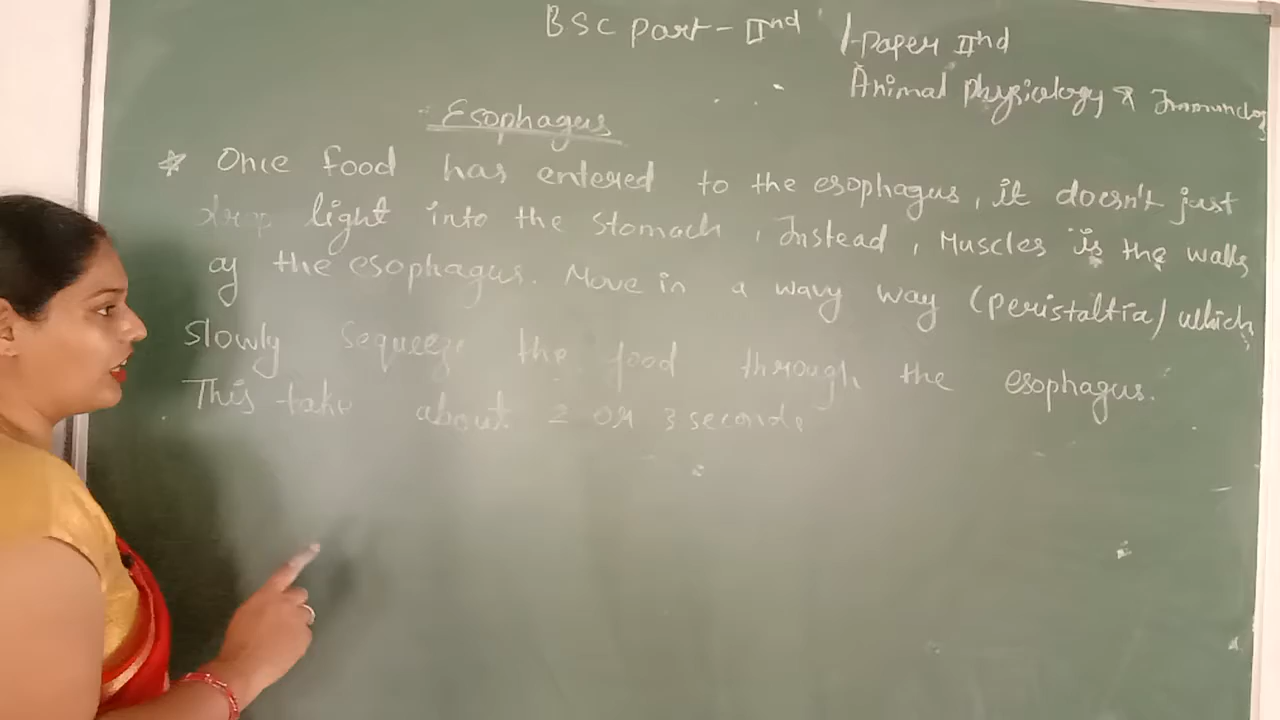 BSC Part - IInd / Paper IInd
Animal Physiology & Immunolog
Esophagus
* Once food has entered to the esophagus, it doesn't just
drop light into the stomach, Instead, Muscles is the walls
of the esophagus. Move in a wavy way (peristaltia) which
slowly sequeeze the food through the esophagus.
This take about 2 or 3 seconds